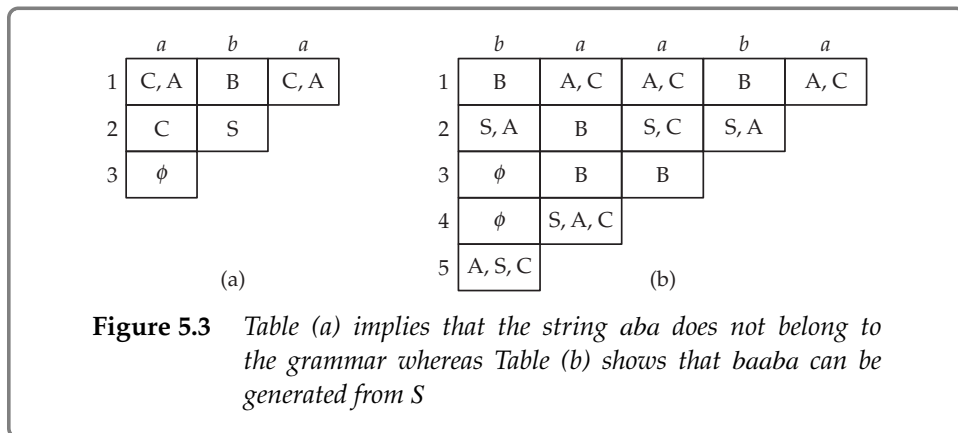 a b a
1 C, A B C, A
2 C S
3 ϕ
(a)
b a a b a
1 B A, C A, C B A, C
2 S, A B S, C S, A
3 ϕ B B
4 ϕ S, A, C
5 A, S, C
(b)
Figure 5.3 Table (a) implies that the string aba does not belong to
the grammar whereas Table (b) shows that baaba can be
generated from S